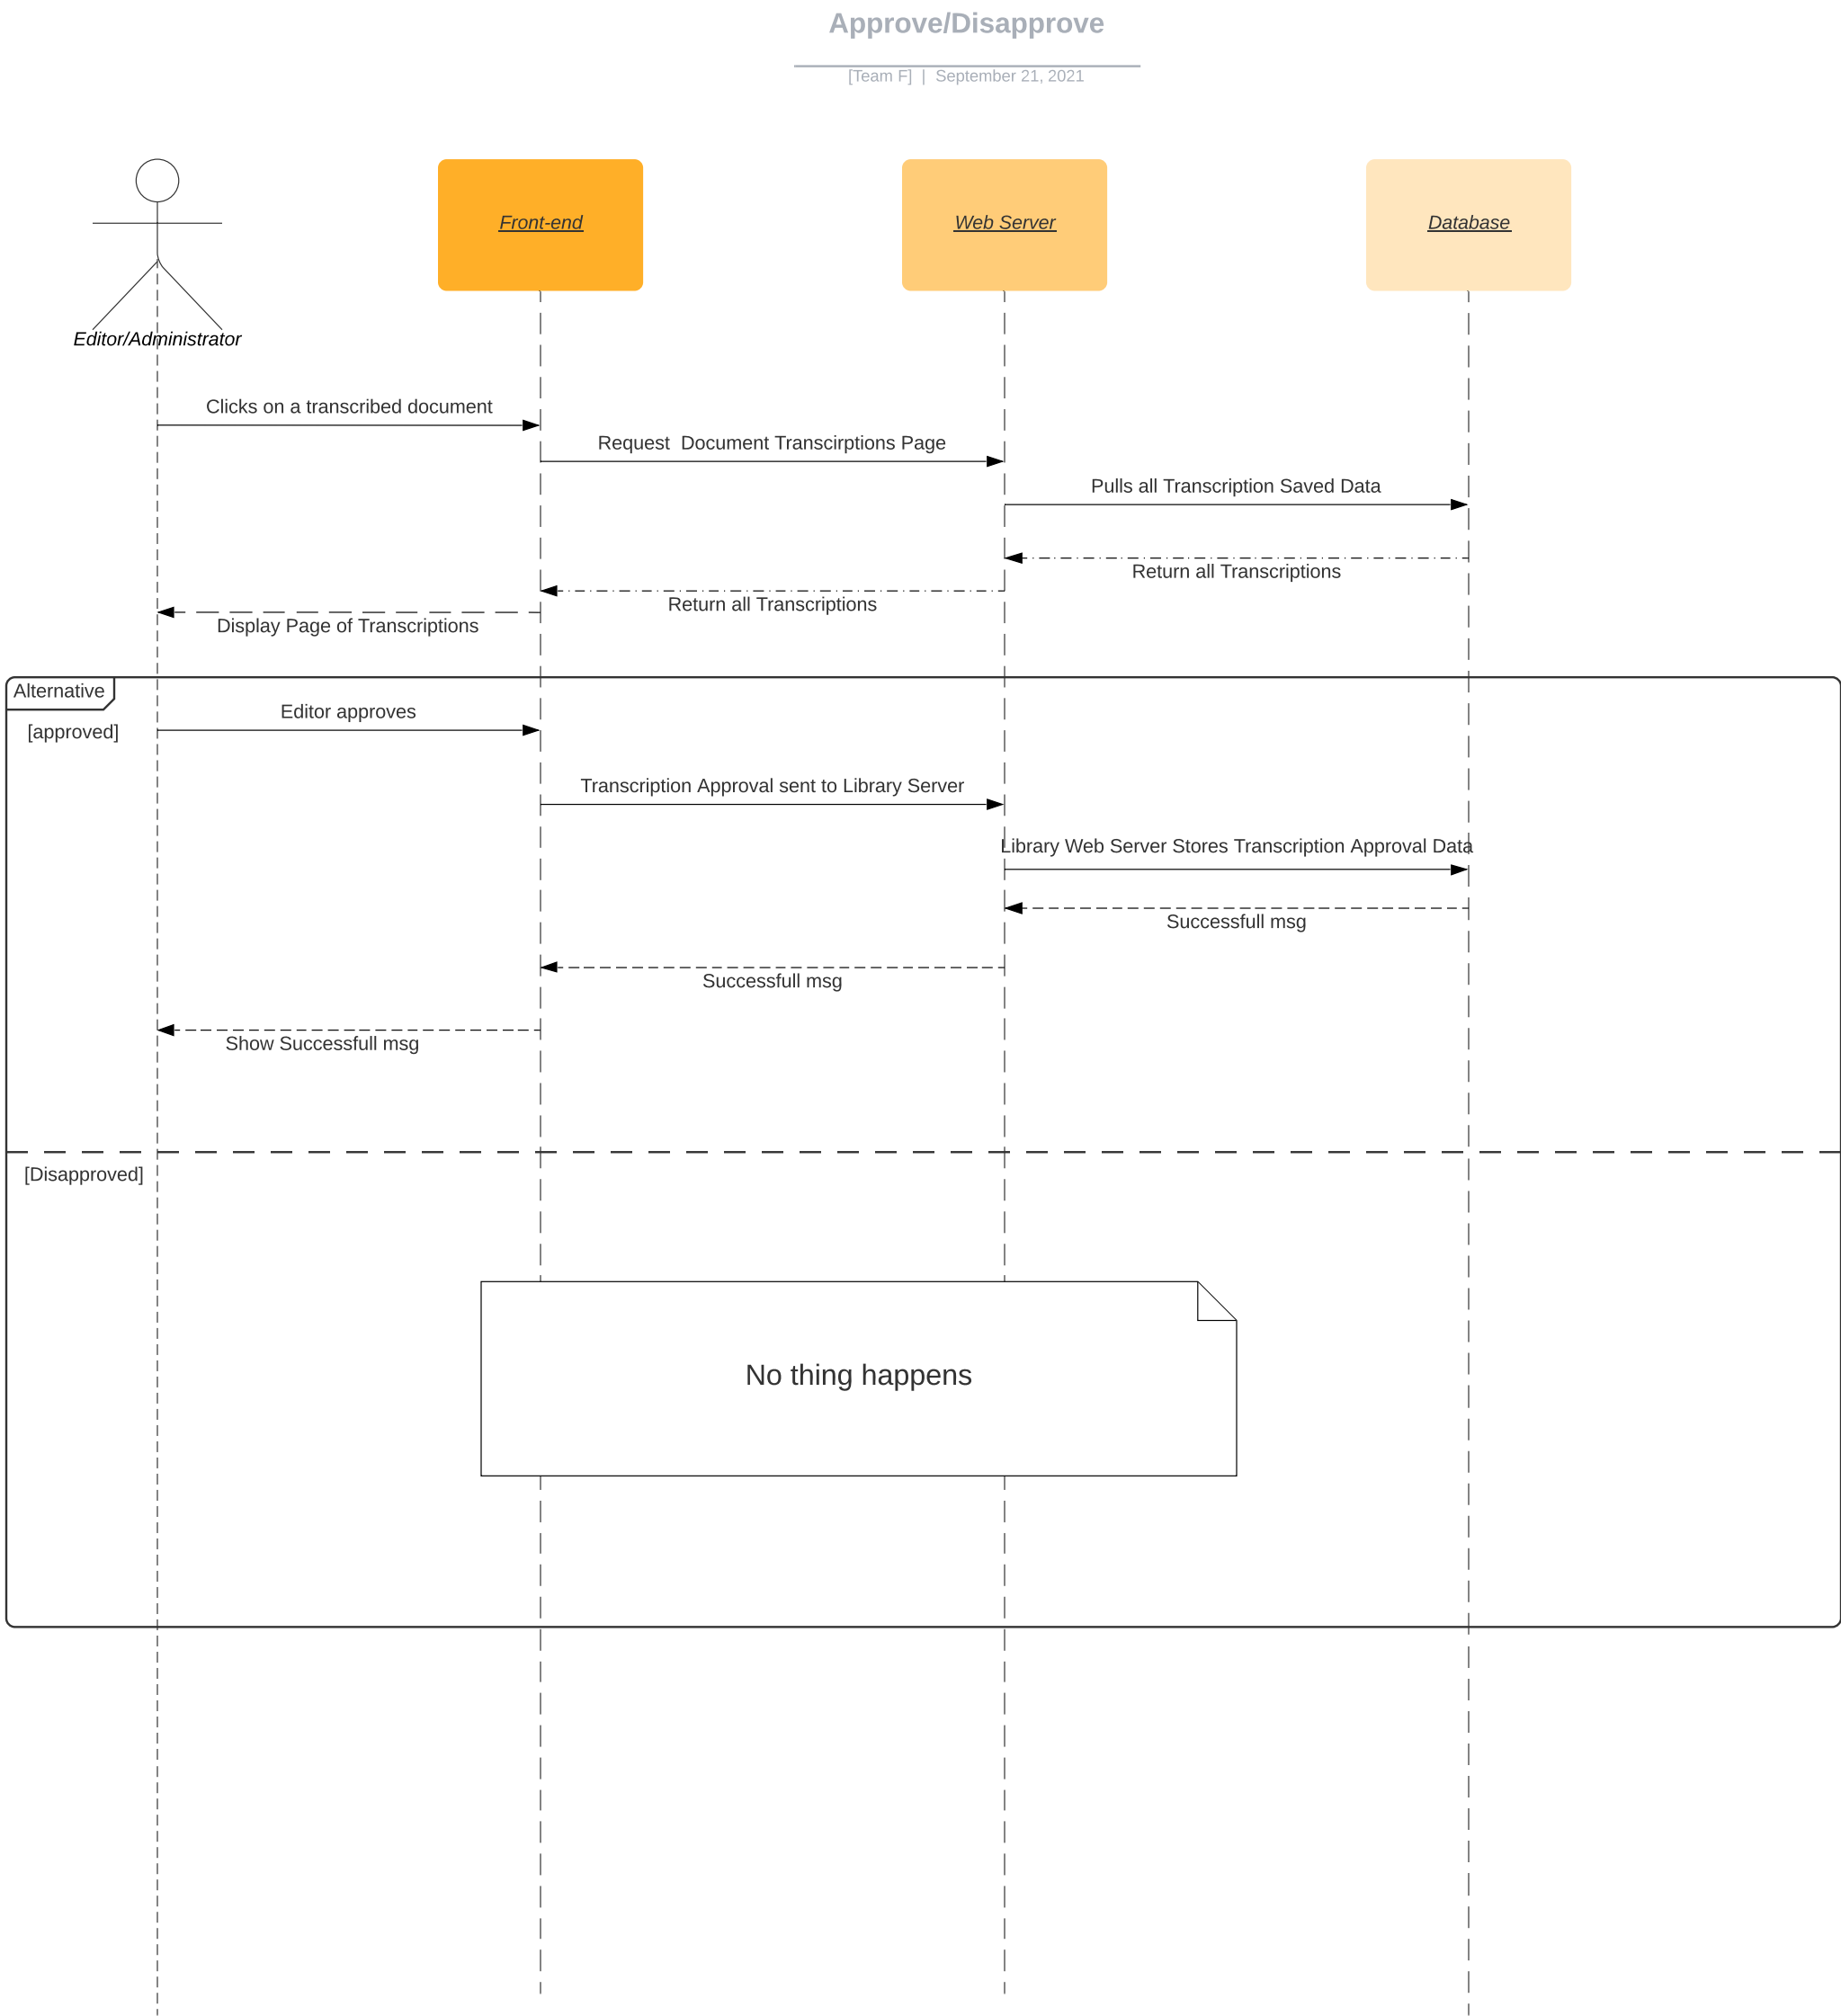 Approve/Disapprove
[Team F] | September 21, 2021
Front-end
Web Server
Database
Editor/Administrator
Clicks on a transcribed document
Request  Document Transcirptions Page
Pulls all Transcription Saved Data
Return all Transcriptions
Return all Transcriptions
Display Page of Transcriptions
Alternative
Editor approves
[approved]
Transcription Approval sent to Library Server
Library Web Server Stores Transcription Approval Data
Successfull msg
Successfull msg
Show Successfull msg
[Disapproved]
No thing happens